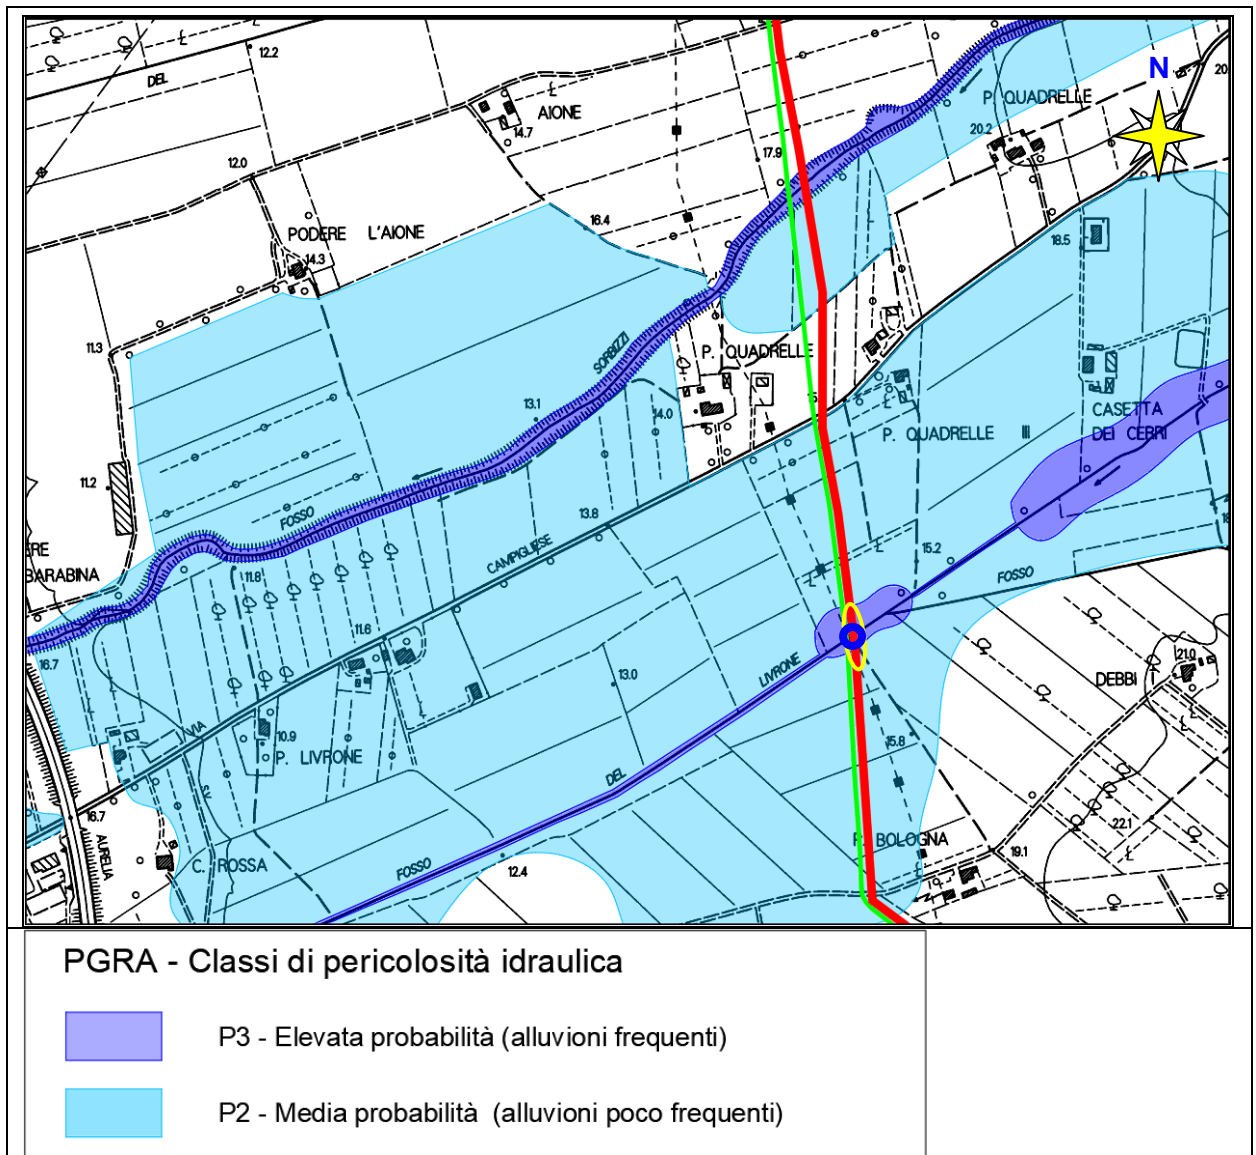 12.2
DEL
N
20.
P. QUADRELLE
20.2
AIONE
14.7
17.9
12.0
16.4
PODERE L'AIONE
14.3
18.5
11.3
SORBIZZI
P. QUADRELLE
15.
13.1
14.0
CASETTA
DEI CERRI
P. QUADRELLE III
11.2
FOSSO
13.8
CAMPIGLIESE
15.2
ERE
BARABINA
11.8
FOSSO
11.6
16.7
LIVRONE
13.0
DEBBI
21.0
VIA
10.9
P. LIVRONE
15.8
DEL
S.V.
16.7
AURELIA
22.1
C. ROSSA
P. BOLOGNA
19.1
FOSSO
12.4
PGRA - Classi di pericolosità idraulica
P3 - Elevata probabilità (alluvioni frequenti)
P2 - Media probabilità (alluvioni poco frequenti)